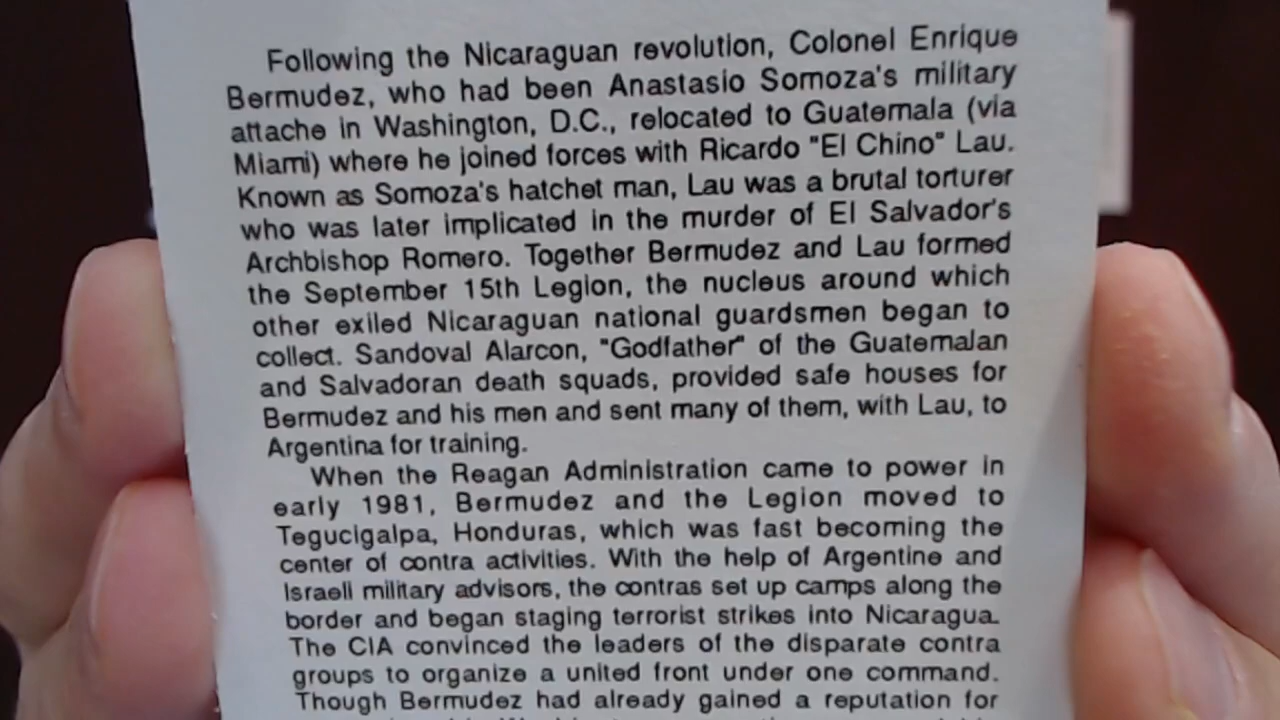 Following the Nicaraguan revolution, Colonel Enrique
Bermudez, who had been Anastasio Somoza's military
attache in Washington, D.C., relocated to Guatemala (via
Miami) where he joined forces with Ricardo "El Chino" Lau.
Known as Somoza's hatchet man, Lau was a brutal torturer
who was later implicated in the murder of El Salvador's
Archbishop Romero. Together Bermudez and Lau formed
the September 15th Legion, the nucleus around which
other exiled Nicaraguan national guardsmen began to
collect. Sandoval Alarcon, "Godfather" of the Guatemalan
and Salvadoran death squads, provided safe houses for
Bermudez and his men and sent many of them, with Lau, to
Argentina for training.
When the Reagan Administration came to power in
early 1981, Bermudez and the Legion moved to
Tegucigalpa, Honduras, which was fast becoming the
center of contra activities. With the help of Argentine and
Israeli military advisors, the contras set up camps along the
border and began staging terrorist strikes into Nicaragua.
The CIA convinced the leaders of the disparate contra
groups to organize a united front under one command.
Though Bermudez had already gained a reputation for